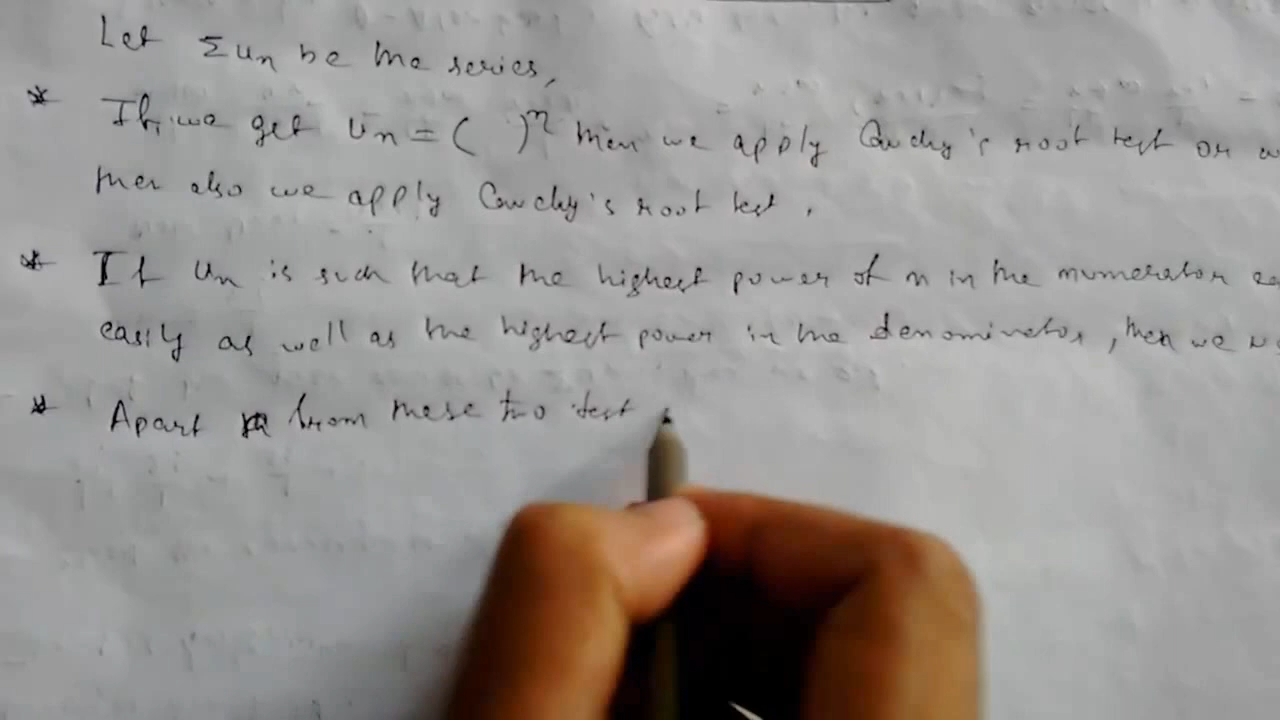 Let Σun be the series,
* If we get Un = ( )ⁿ then we apply Cauchy's root test or
then also we apply Cauchy's root test.
* If Un is such that the highest power of n in the numerator
easily as well as the highest power in the denominator, then we
* Apart from these two test